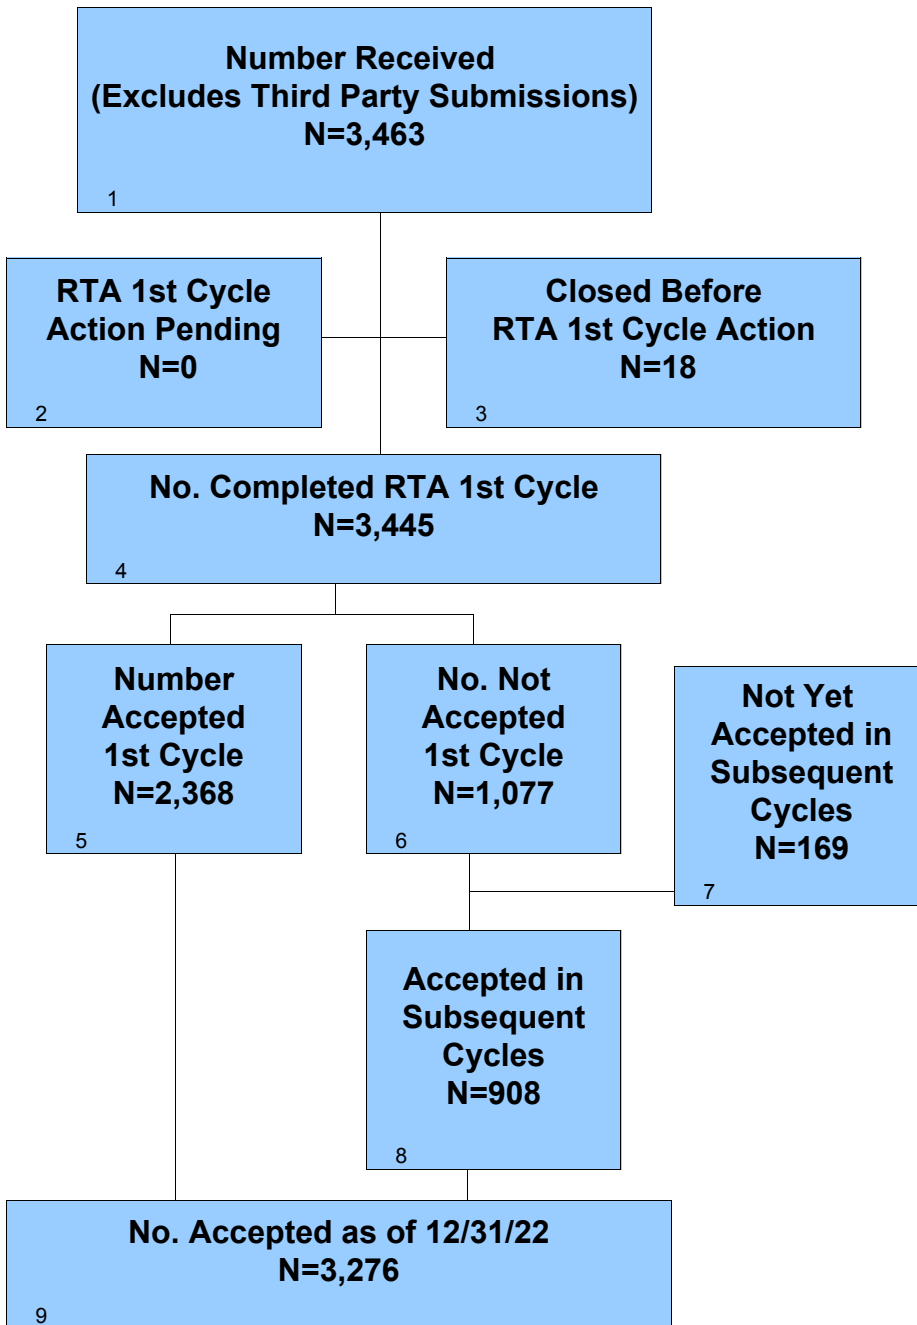 Number Received
(Excludes Third Party Submissions)
N=3,463
1
RTA 1st Cycle
Action Pending
N=0
2
Closed Before
RTA 1st Cycle Action
N=18
3
No. Completed RTA 1st Cycle
N=3,445
4
Number
Accepted
1st Cycle
N=2,368
5
No. Not
Accepted
1st Cycle
N=1,077
6
Not Yet
Accepted in
Subsequent
Cycles
N=169
7
Accepted in
Subsequent
Cycles
N=908
8
No. Accepted as of 12/31/22
N=3,276
9